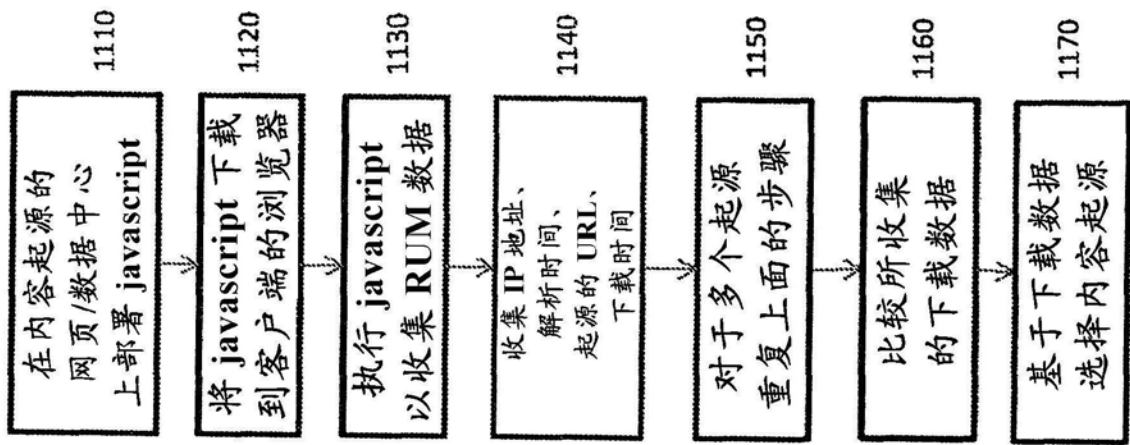 在内容起源的
网页/数据中心
上部署 javascript
1110
将 javascript 下载
到客户端的浏览器
1120
执行 javascript
以收集 RUM 数据
1130
收集 IP 地址、
解析时间、
起源的 URL、
下载时间
1140
对于多个起源
重复上面的步骤
1150
比较所收集
的下载数据
1160
基于下载数据
选择内容起源
1170